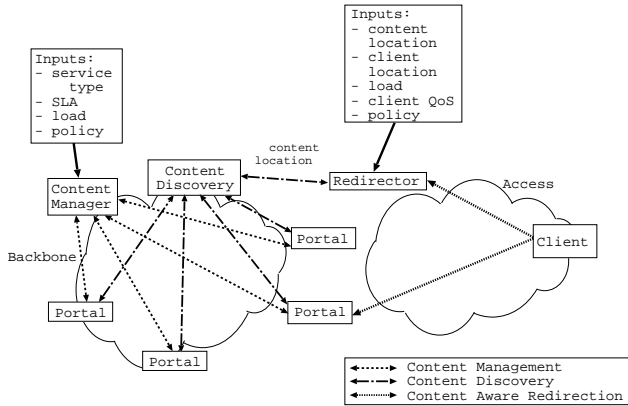 Inputs:
- content
location
- client
location
- load
- client QoS
- policy
Inputs:
- service
type
- SLA
- load
- policy
content
location
Content
Discovery
Redirector
Access
Content
Manager
Portal
Client
Backbone
Portal
Portal
Portal
Content Management
Content Discovery
Content Aware Redirection